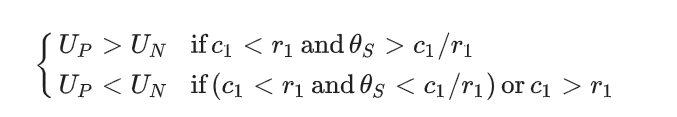 U_P > U_N if c_1 < r_1 and θ_S > c_1/r_1
U_P < U_N if (c_1 < r_1 and θ_S < c_1/r_1) or c_1 > r_1